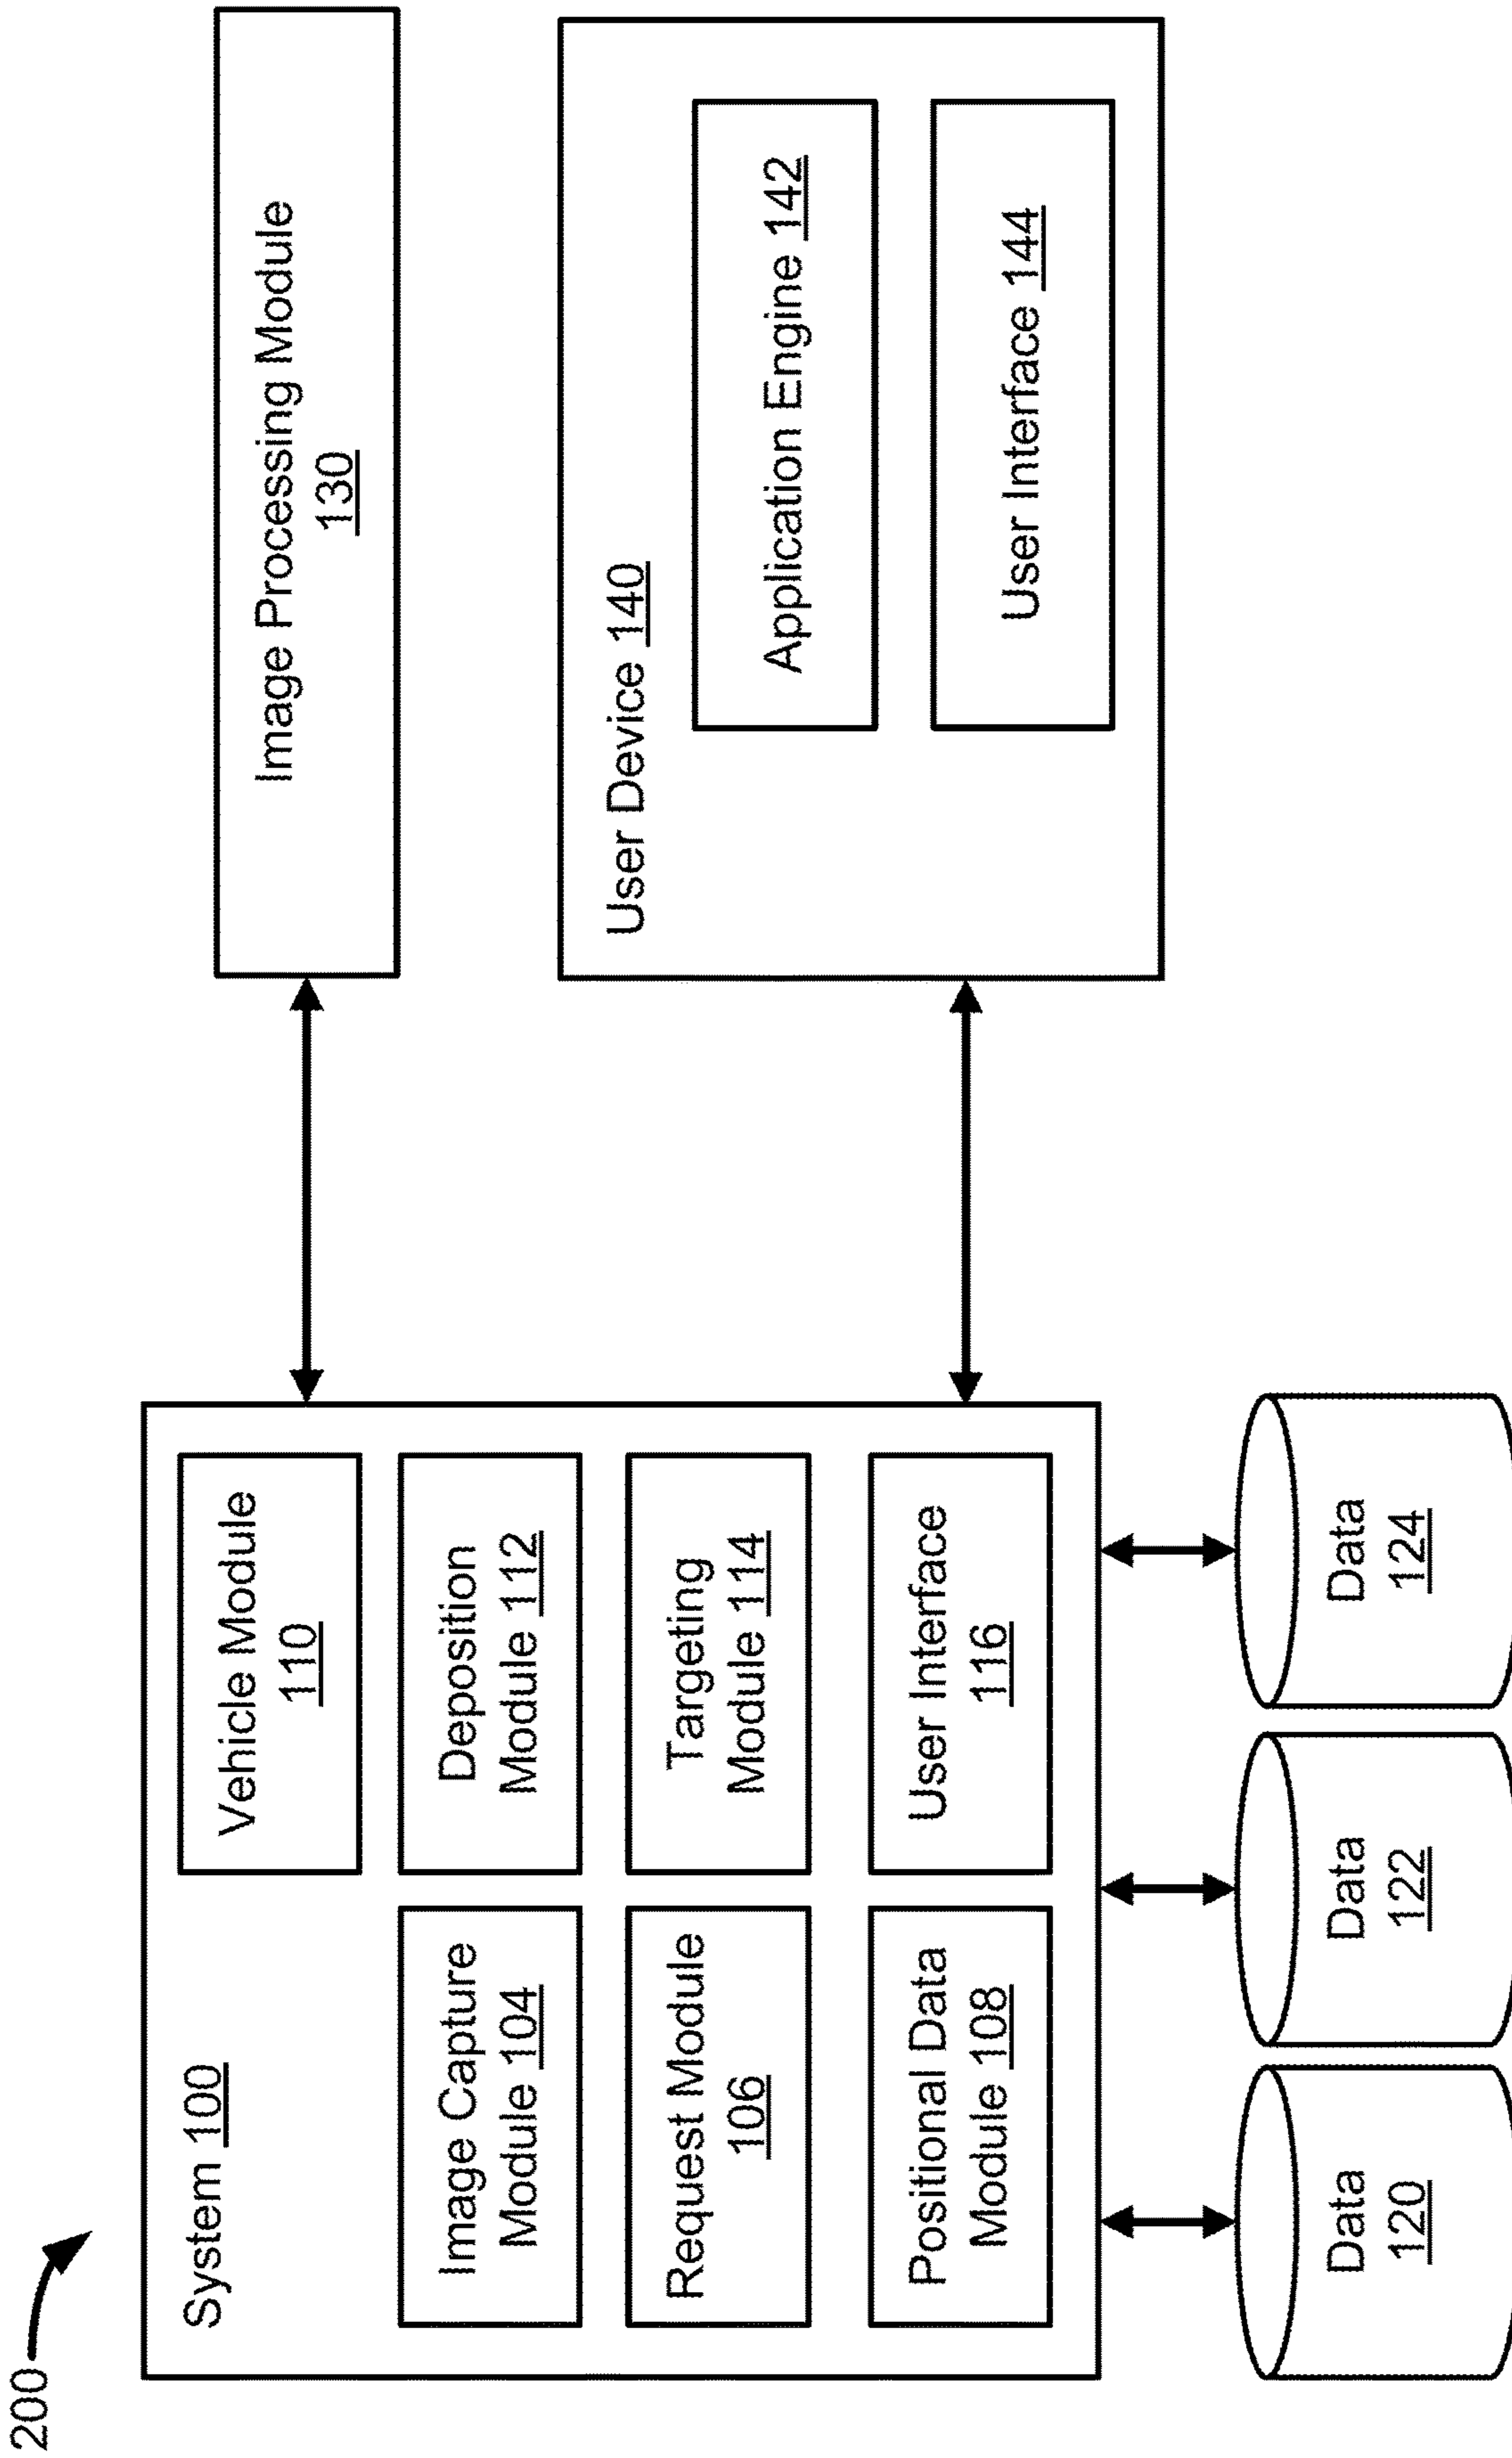 200
System 100
Vehicle Module
110
Image Capture
Module 104
Deposition
Module 112
Request Module
106
Targeting
Module 114
Positional Data
Module 108
User Interface
116
Data
120
Data
122
Data
124
Image Processing Module
130
User Device 140
Application Engine 142
User Interface 144